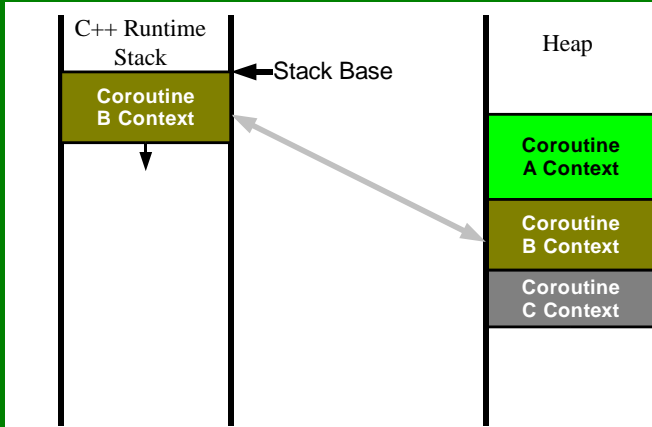 C++ Runtime
Stack
Stack Base
Coroutine
B Context
Heap
Coroutine
A Context
Coroutine
B Context
Coroutine
C Context